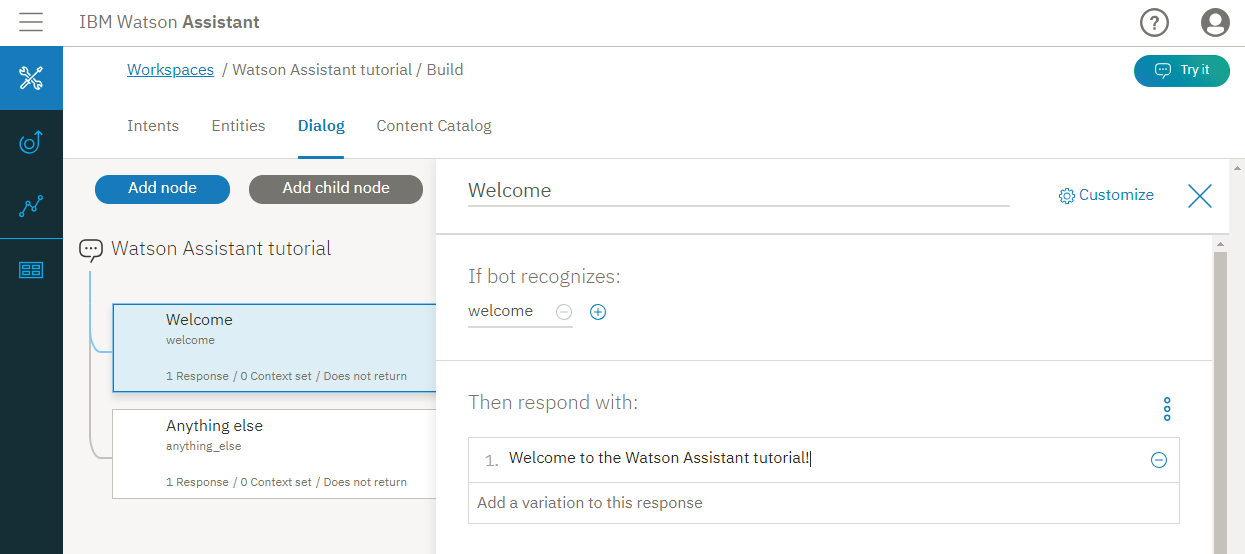 IBM Watson Assistant
?
Workspaces / Watson Assistant tutorial / Build
Try it
Intents Entities Dialog Content Catalog
Add node Add child node
Watson Assistant tutorial
Welcome
welcome
1 Response / 0 Context set / Does not return
Anything else
anything_else
1 Response / 0 Context set / Does not return
Welcome
Customize
If bot recognizes:
welcome
Then respond with:
1. Welcome to the Watson Assistant tutorial!
Add a variation to this response